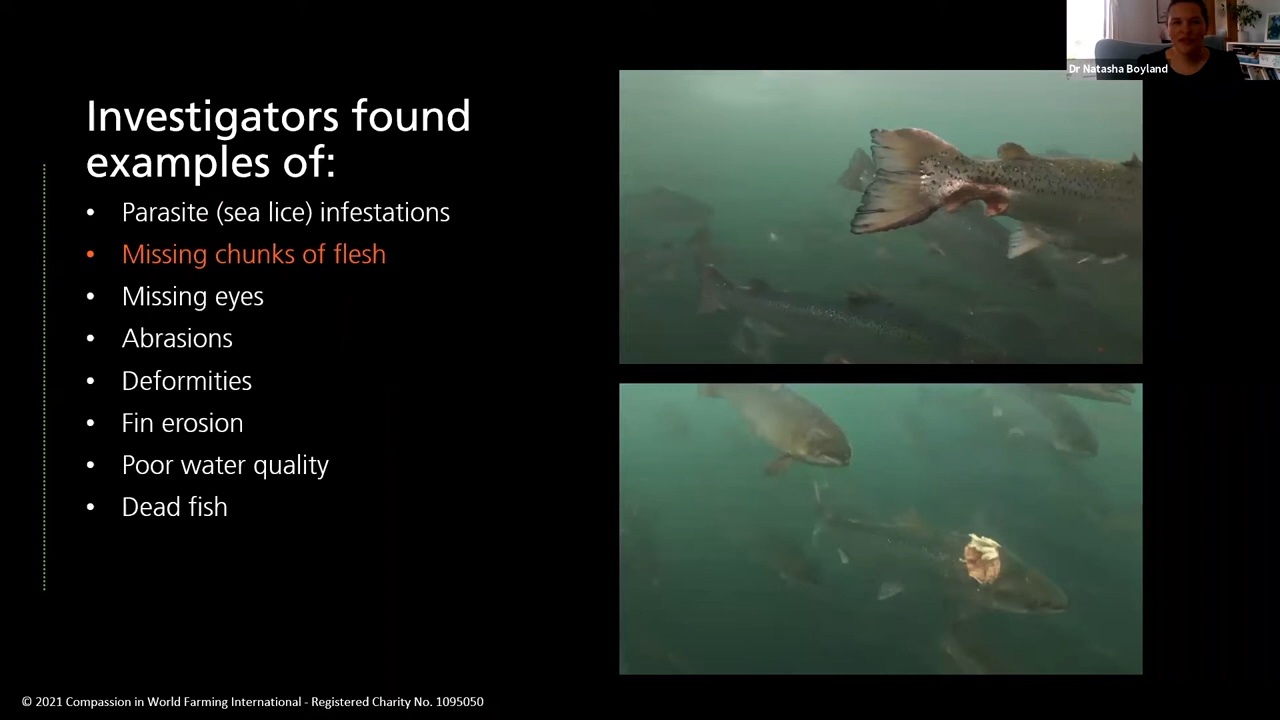 Dr Natasha Boyland
Investigators found
examples of:
• Parasite (sea lice) infestations
• Missing chunks of flesh
• Missing eyes
• Abrasions
• Deformities
• Fin erosion
• Poor water quality
• Dead fish
© 2021 Compassion in World Farming International - Registered Charity No. 1095050